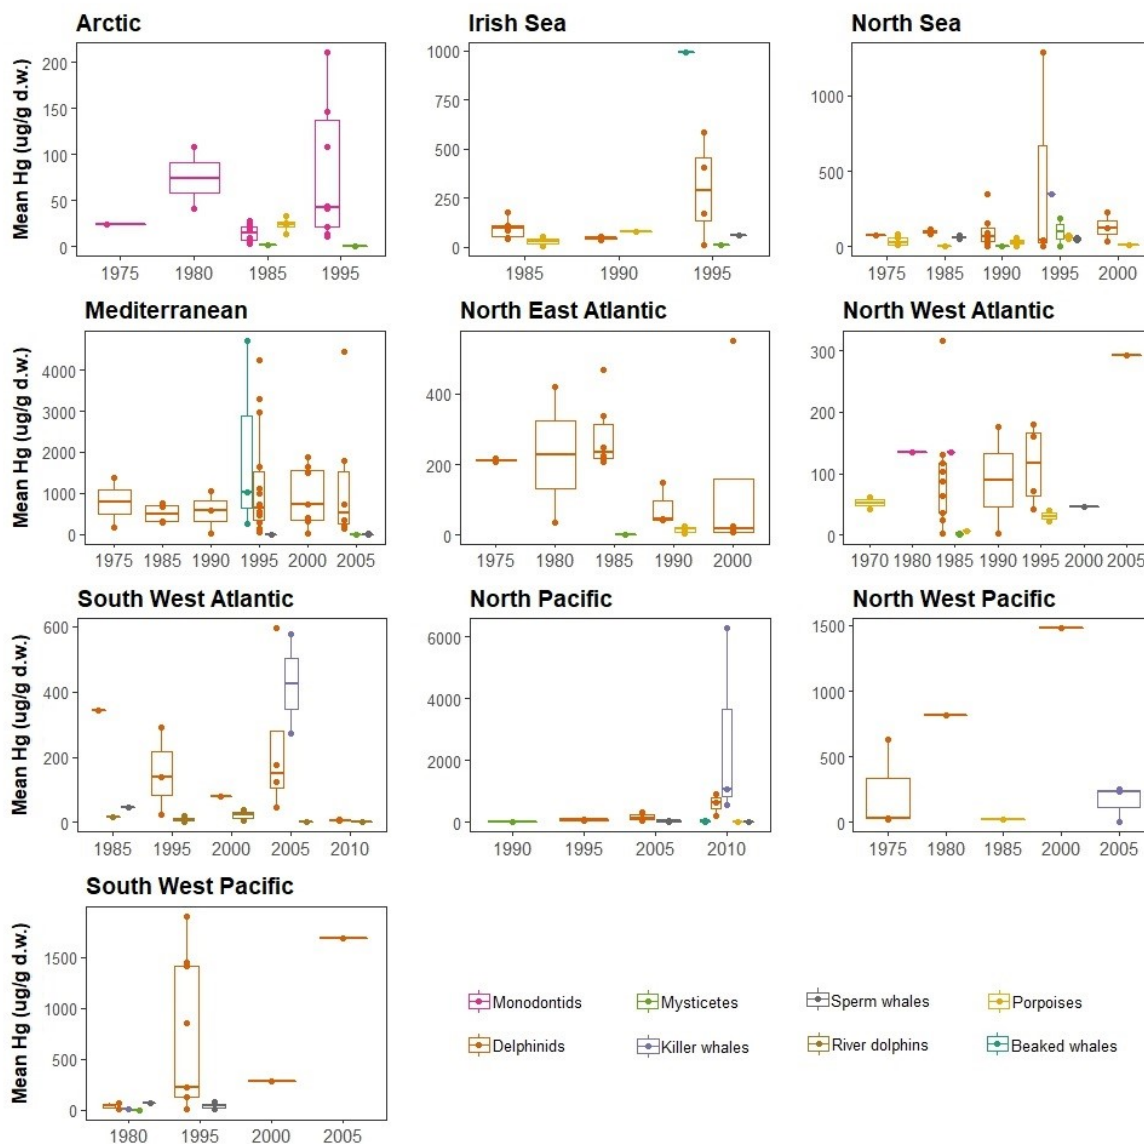 Arctic
Irish Sea
North Sea
Mean Hg (ug/g d.w.)
200
150
100
50
0
1975 1980 1985 1995
1000
750
500
250
0
1985 1990 1995
1000
500
0
1975 1985 1990 1995 2000
Mediterranean
North East Atlantic
North West Atlantic
Mean Hg (ug/g d.w.)
5000
4000
3000
2000
1000
0
1975 1985 1990 1995 2000 2005
400
200
0
1975 1980 1985 1990 2000
300
200
100
0
1970 1980 1985 1990 1995 2000 2005
South West Atlantic
North Pacific
North West Pacific
Mean Hg (ug/g d.w.)
600
400
200
0
1985 1995 2000 2005 2010
6000
4000
2000
0
1990 1995 2005 2010
1500
1000
500
0
1975 1980 1985 2000 2005
South West Pacific
Mean Hg (ug/g d.w.)
1500
1000
500
0
1980 1995 2000 2005
Monodontids Mysticetes Sperm whales Porpoises
Delphinids Killer whales River dolphins Beaked whales